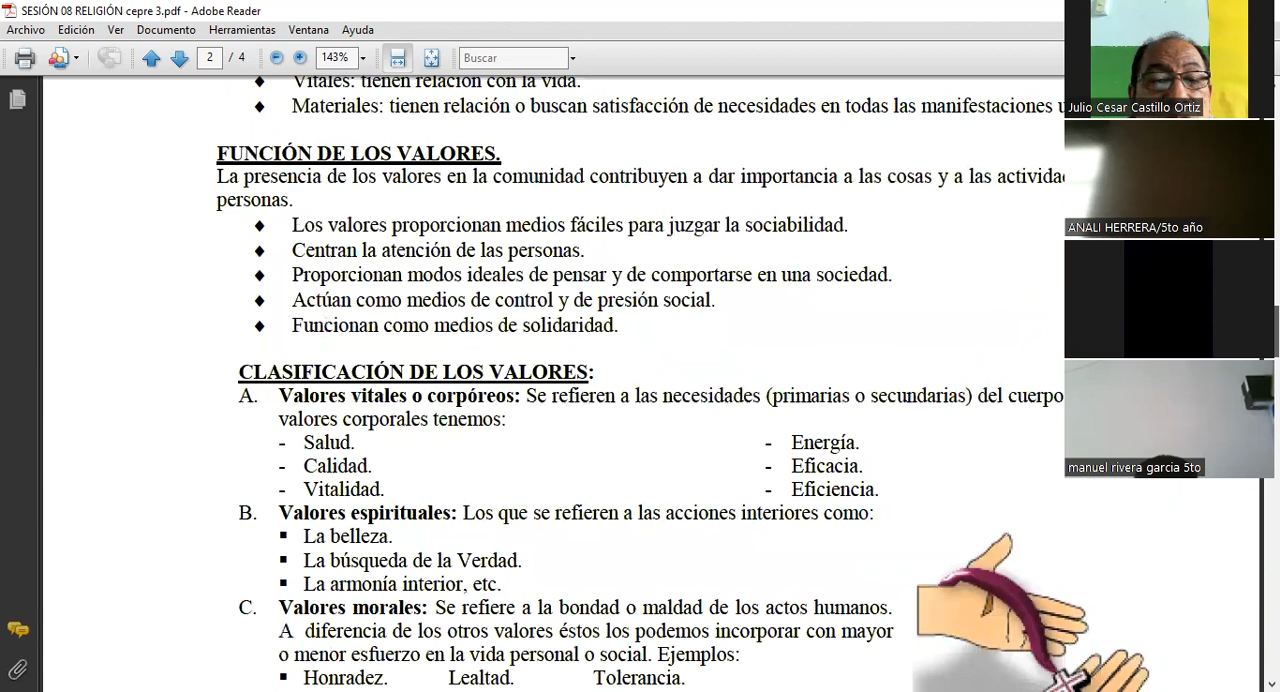 SESIÓN 08 RELIGIÓN cepre 3.pdf - Adobe Reader
Archivo Edición Ver Documento Herramientas Ventana Ayuda
2 / 4 143% Buscar
Vitales: tienen relación con la vida.
Materiales: tienen relación o buscan satisfacción de necesidades en todas las manifestaciones
FUNCIÓN DE LOS VALORES.
La presencia de los valores en la comunidad contribuyen a dar importancia a las cosas y a las
personas.
Los valores proporcionan medios fáciles para juzgar la sociabilidad.
Centran la atención de las personas.
Proporcionan modos ideales de pensar y de comportarse en una sociedad.
Actúan como medios de control y de presión social.
Funcionan como medios de solidaridad.
CLASIFICACIÓN DE LOS VALORES:
A. Valores vitales o corpóreos: Se refieren a las necesidades (primarias o secundarias) del cuerpo
valores corporales tenemos:
- Salud. - Energía.
- Calidad. - Eficacia.
- Vitalidad. - Eficiencia.
B. Valores espirituales: Los que se refieren a las acciones interiores como:
La belleza.
La búsqueda de la Verdad.
La armonía interior, etc.
C. Valores morales: Se refiere a la bondad o maldad de los actos humanos.
A diferencia de los otros valores éstos los podemos incorporar con mayor
o menor esfuerzo en la vida personal o social. Ejemplos:
Honradez. Lealtad. Tolerancia.
Julio Cesar Castillo Ortiz
ANALI HERRERA/5to año
manuel rivera garcia 5to